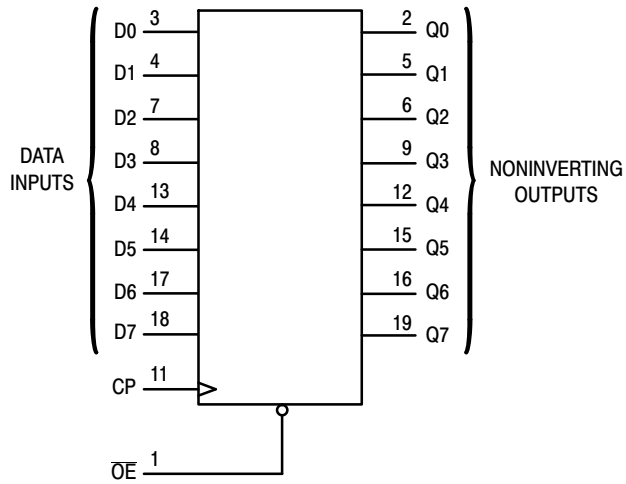 D0 3 2 Q0
D1 4 5 Q1
D2 7 6 Q2
D3 8 9 Q3
DATA
INPUTS
NONINVERTING
OUTPUTS
D4 13 12 Q4
D5 14 15 Q5
D6 17 16 Q6
D7 18 19 Q7
CP 11
O̅E̅ 1